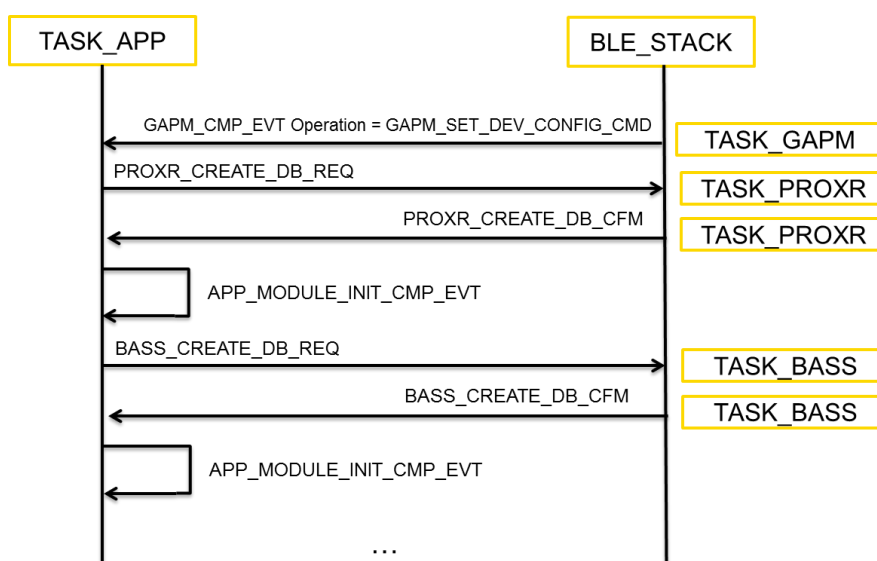 TASK_APP
BLE_STACK
GAPM_CMP_EVT Operation = GAPM_SET_DEV_CONFIG_CMD
TASK_GAPM
PROXR_CREATE_DB_REQ
TASK_PROXR
PROXR_CREATE_DB_CFM
TASK_PROXR
APP_MODULE_INIT_CMP_EVT
BASS_CREATE_DB_REQ
TASK_BASS
BASS_CREATE_DB_CFM
TASK_BASS
APP_MODULE_INIT_CMP_EVT
...